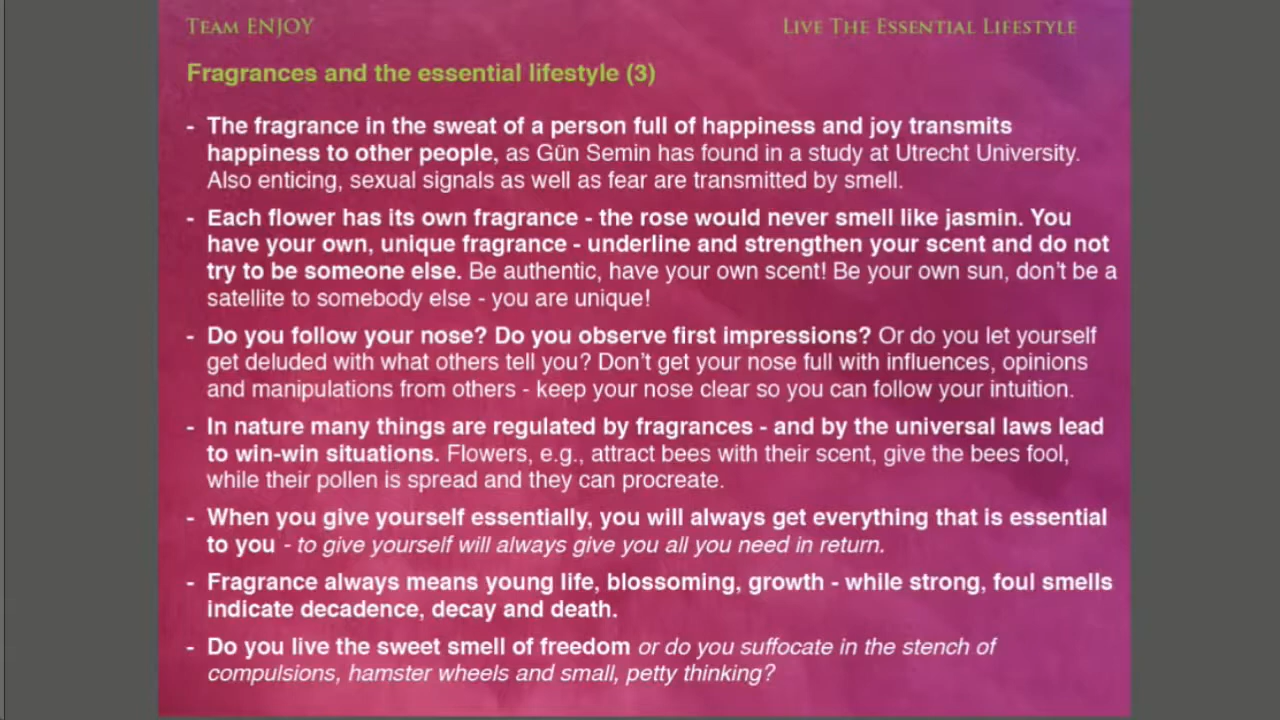 TEAM ENJOY
LIVE THE ESSENTIAL LIFESTYLE
Fragrances and the essential lifestyle (3)
- The fragrance in the sweat of a person full of happiness and joy transmits
happiness to other people, as Gün Semin has found in a study at Utrecht University.
Also enticing, sexual signals as well as fear are transmitted by smell.
- Each flower has its own fragrance - the rose would never smell like jasmin. You
have your own, unique fragrance - underline and strengthen your scent and do not
try to be someone else. Be authentic, have your own scent! Be your own sun, don't be a
satellite to somebody else - you are unique!
- Do you follow your nose? Do you observe first impressions? Or do you let yourself
get deluded with what others tell you? Don't get your nose full with influences, opinions
and manipulations from others - keep your nose clear so you can follow your intuition.
- In nature many things are regulated by fragrances - and by the universal laws lead
to win-win situations. Flowers, e.g., attract bees with their scent, give the bees fool,
while their pollen is spread and they can procreate.
- When you give yourself essentially, you will always get everything that is essential
to you - to give yourself will always give you all you need in return.
- Fragrance always means young life, blossoming, growth - while strong, foul smells
indicate decadence, decay and death.
- Do you live the sweet smell of freedom or do you suffocate in the stench of
compulsions, hamster wheels and small, petty thinking?